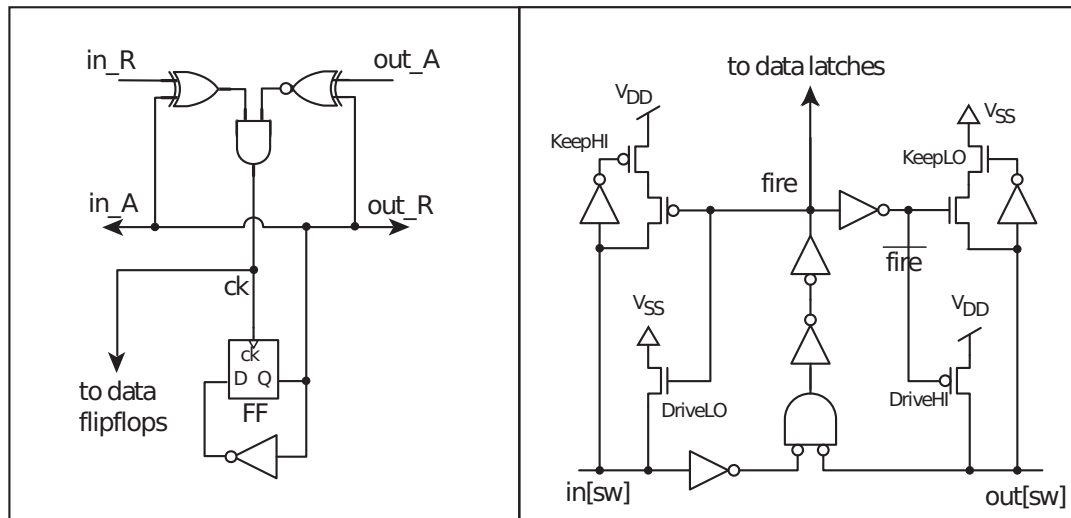 in_R
out_A
in_A
out_R
ck
to data
flipflops
ck
D Q
FF
to data latches
VDD
VSS
KeepHI
KeepLO
fire
fire
VSS
VDD
DriveLO
DriveHI
in[sw]
out[sw]